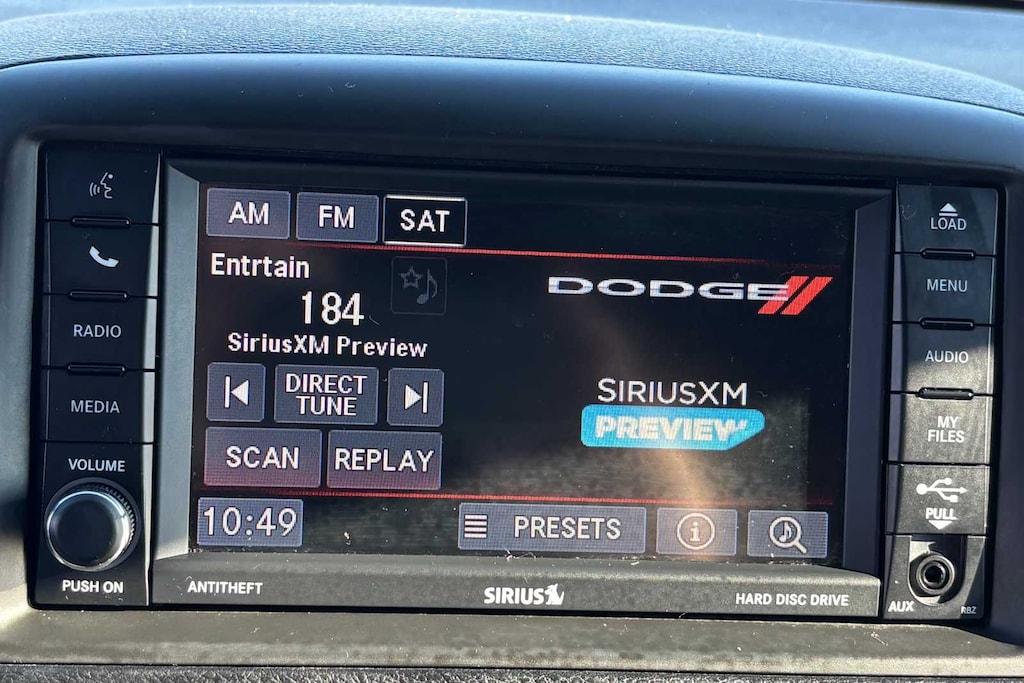 AM FM SAT
Entrtain
184
SiriusXM Preview
DIRECT
TUNE
SCAN REPLAY
10:49 PRESETS
DODGE
SIRIUSXM
PREVIEW
RADIO
MEDIA
VOLUME
PUSH ON
ANTITHEFT
SIRIUS
HARD DISC DRIVE
LOAD
MENU
AUDIO
MY
FILES
PULL
AUX
RBZ